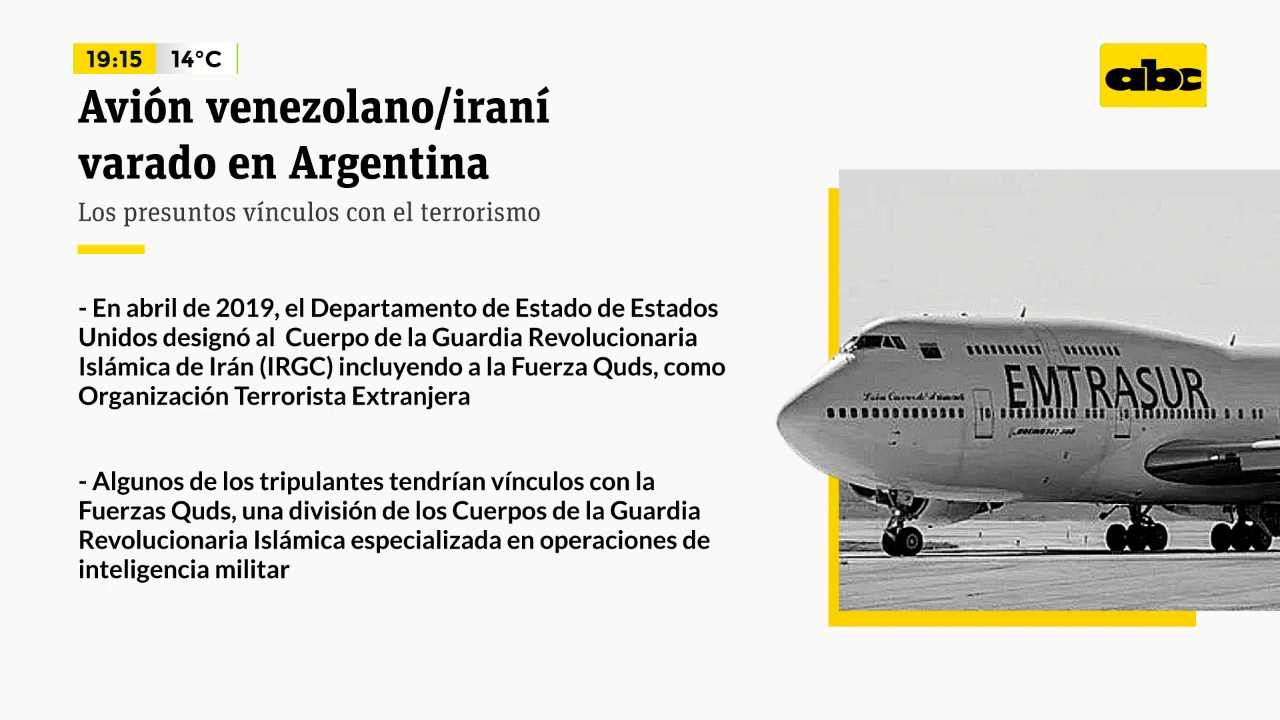 19:15 14°C
abc
Avión venezolano/iraní
varado en Argentina
Los presuntos vínculos con el terrorismo
- En abril de 2019, el Departamento de Estado de Estados
Unidos designó al  Cuerpo de la Guardia Revolucionaria
Islámica de Irán (IRGC) incluyendo a la Fuerza Quds, como
Organización Terrorista Extranjera
- Algunos de los tripulantes tendrían vínculos con la
Fuerzas Quds, una división de los Cuerpos de la Guardia
Revolucionaria Islámica especializada en operaciones de
inteligencia militar
EMTRASUR